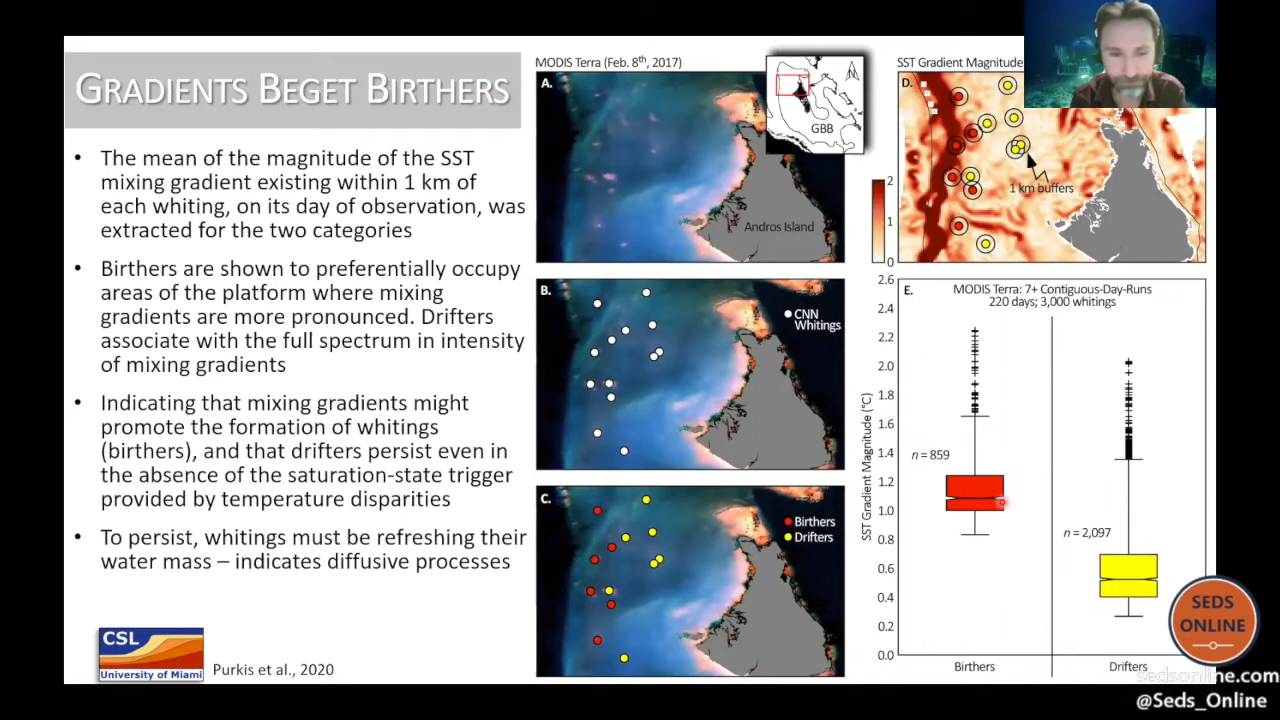 GRADIENTS BEGET BIRTHERS
• The mean of the magnitude of the SST
mixing gradient existing within 1 km of
each whiting, on its day of observation, was
extracted for the two categories
• Birthers are shown to preferentially occupy
areas of the platform where mixing
gradients are more pronounced. Drifters
associate with the full spectrum in intensity
of mixing gradients
• Indicating that mixing gradients might
promote the formation of whitings
(birthers), and that drifters persist even in
the absence of the saturation-state trigger
provided by temperature disparities
• To persist, whitings must be refreshing their
water mass – indicates diffusive processes
CSL
University of Miami
Purkis et al., 2020
MODIS Terra (Feb. 8th, 2017)
A.
N
GBB
Andros Island
B.
CNN
Whitings
C.
Birthers
Drifters
SST Gradient Magnitude
D.
1 km buffers
2
1
0
E.
MODIS Terra: 7+ Contiguous-Day-Runs
220 days; 3,000 whitings
SST Gradient Magnitude (°C)
2.6
2.4
2.2
2.0
1.8
1.6
1.4
1.2
1.0
0.8
0.6
0.4
0.2
0.0
n = 859
n = 2,097
Birthers
Drifters
SEDS
ONLINE
sedsonline.com
@Seds_Online